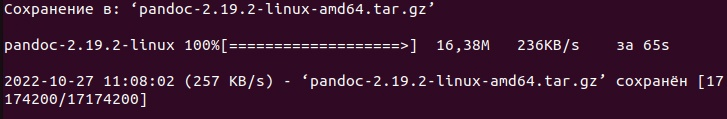 Сохранение в: ‘pandoc-2.19.2-linux-amd64.tar.gz’
pandoc-2.19.2-linux 100%[===================>]  16,38M   236KB/s    за 65s
2022-10-27 11:08:02 (257 KB/s) - ‘pandoc-2.19.2-linux-amd64.tar.gz’ сохранён [17
174200/17174200]